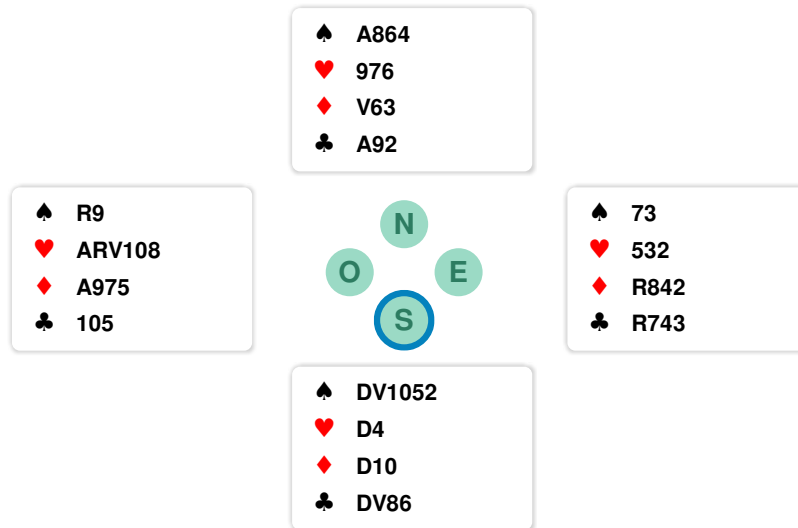 ♠ A864
♥ 976
♦ V63
♣ A92
♠ R9
♥ ARV108
♦ A975
♣ 105
N
O E
S
♠ 73
♥ 532
♦ R842
♣ R743
♠ DV1052
♥ D4
♦ D10
♣ DV86